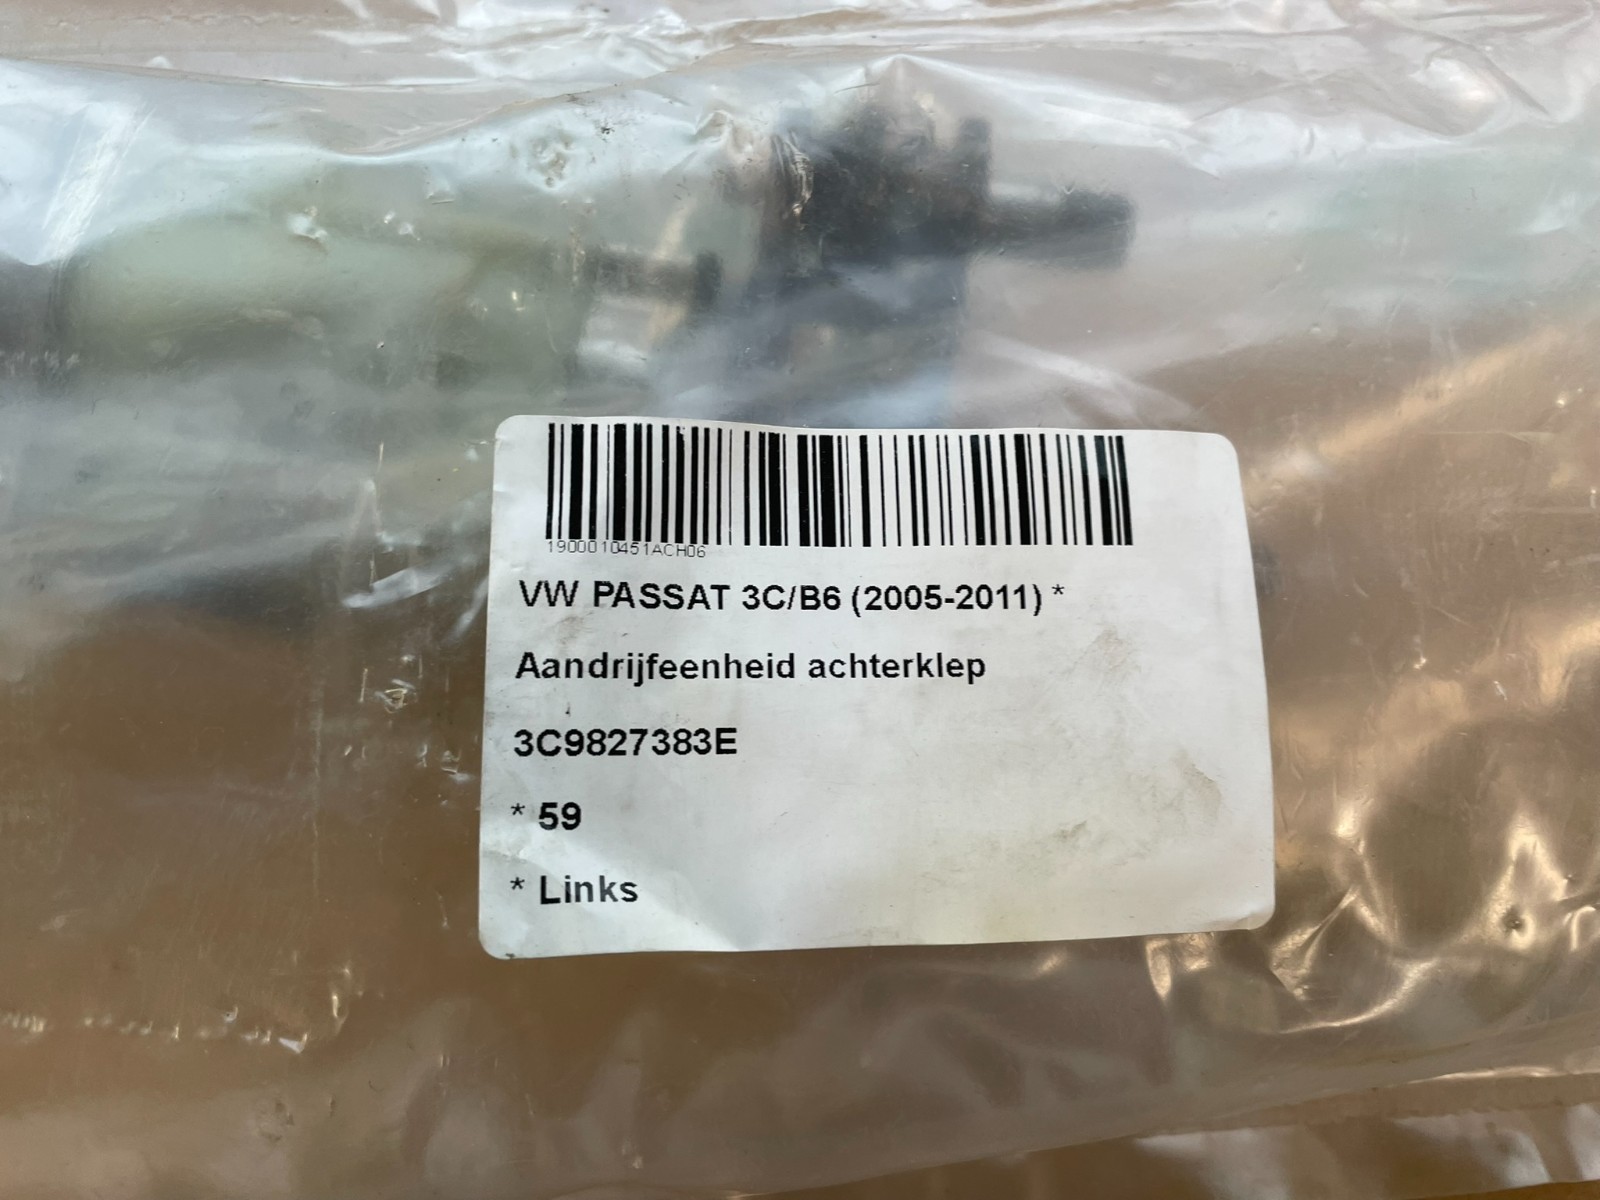 1900010451ACH06
VW PASSAT 3C/B6 (2005-2011) *
Aandrijfeenheid achterklep
3C9827383E
* 59
* Links